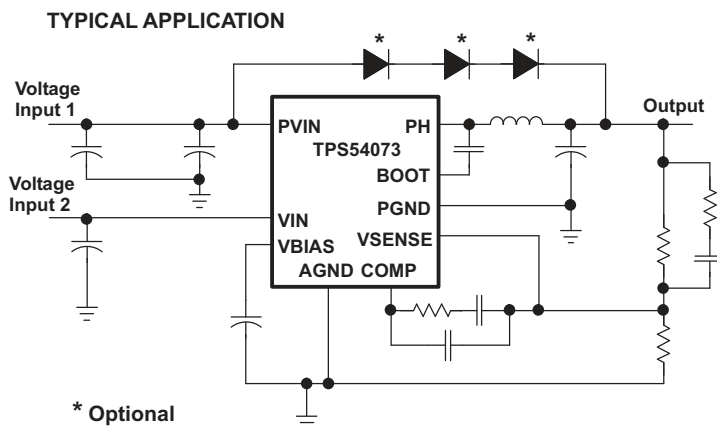 TYPICAL APPLICATION
* * *
Voltage
Input 1
Output
PVIN PH
TPS54073
BOOT
Voltage
Input 2
PGND
VIN
VSENSE
VBIAS
AGND COMP
* Optional